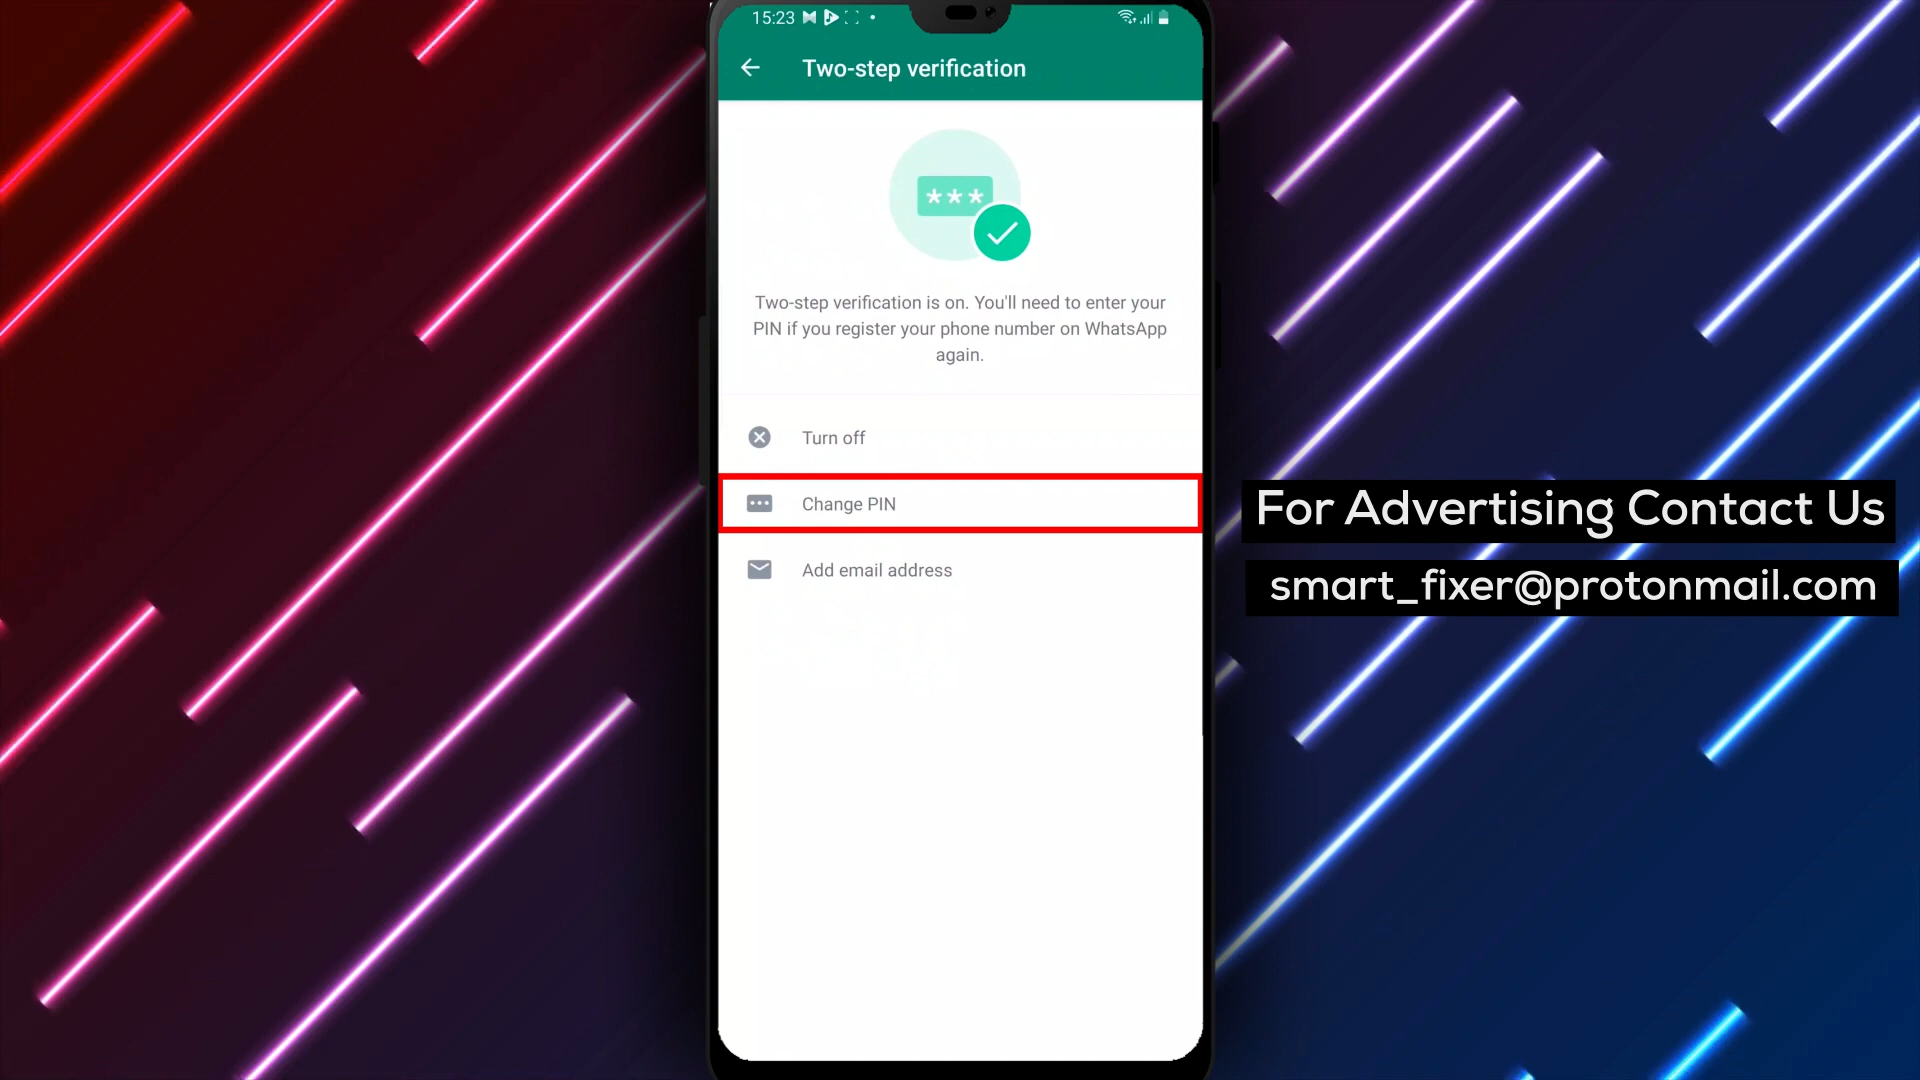 15:23
Two-step verification
***
Two-step verification is on. You'll need to enter your
PIN if you register your phone number on WhatsApp
again.
Turn off
Change PIN
Add email address
For Advertising Contact Us
smart_fixer@protonmail.com